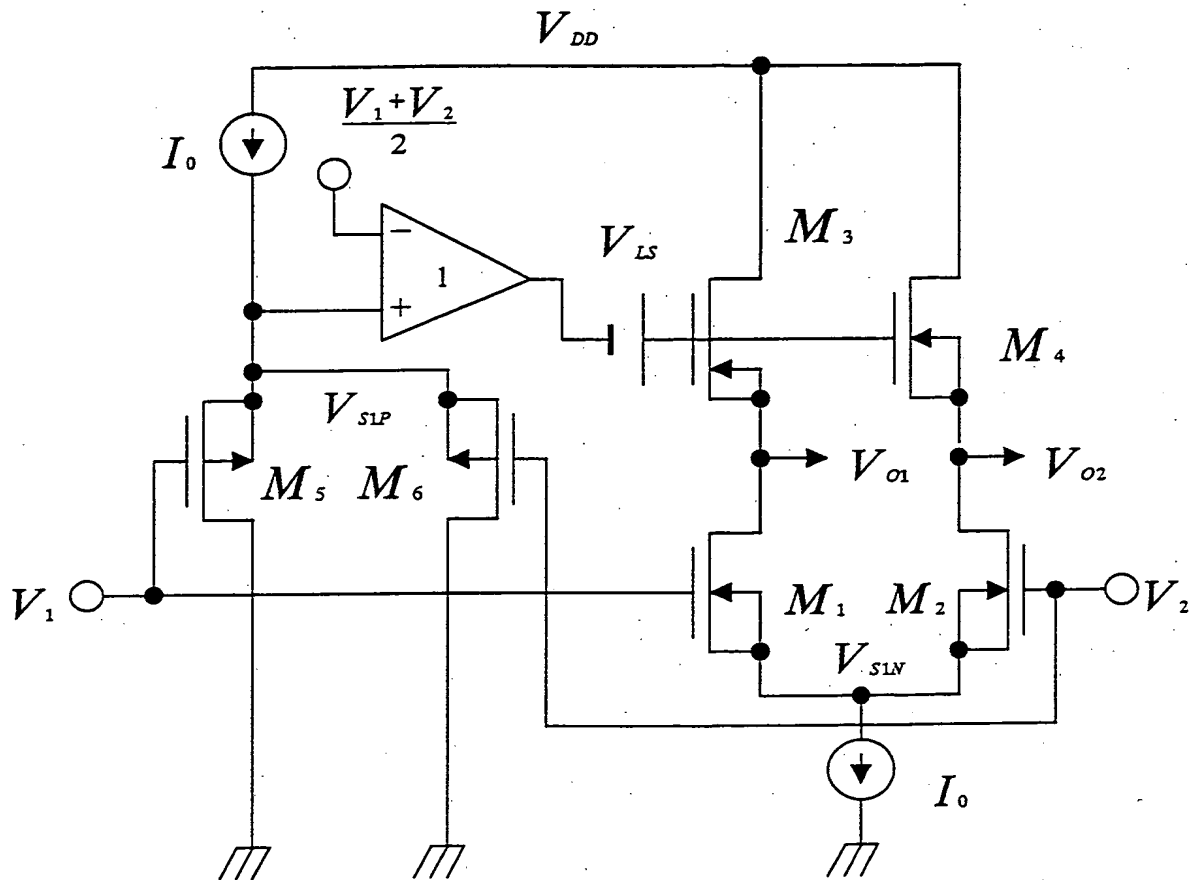 V_DD
V_1 + V_2
2
I_0
−
1
+
V_LS
M_3
M_4
V_S1P
M_5
M_6
V_O1
V_O2
V_1
M_1
M_2
V_2
V_S1N
I_0